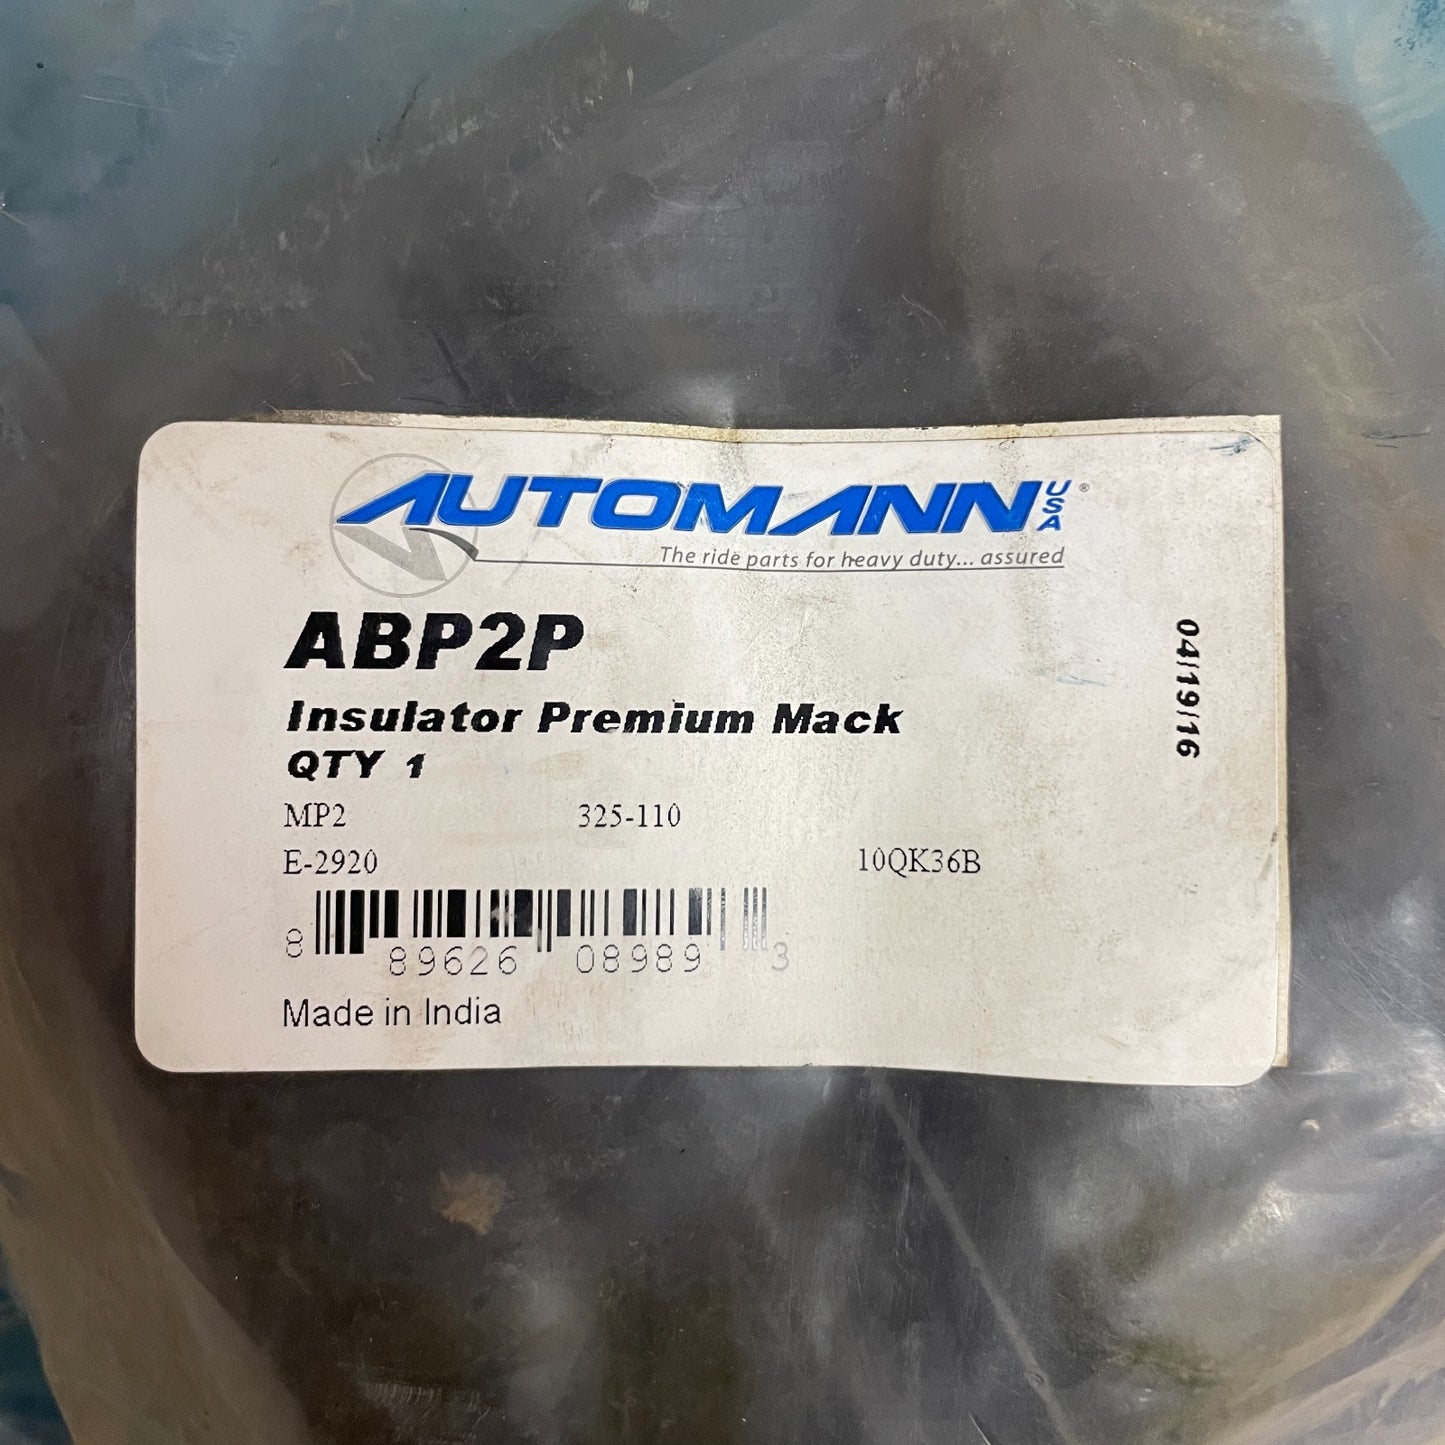 AUTOMANN USA®
The ride parts for heavy duty... assured
ABP2P
Insulator Premium Mack
QTY 1
MP2 325-110
E-2920 10QK36B
8 89626 08989 3
Made in India
04/19/16